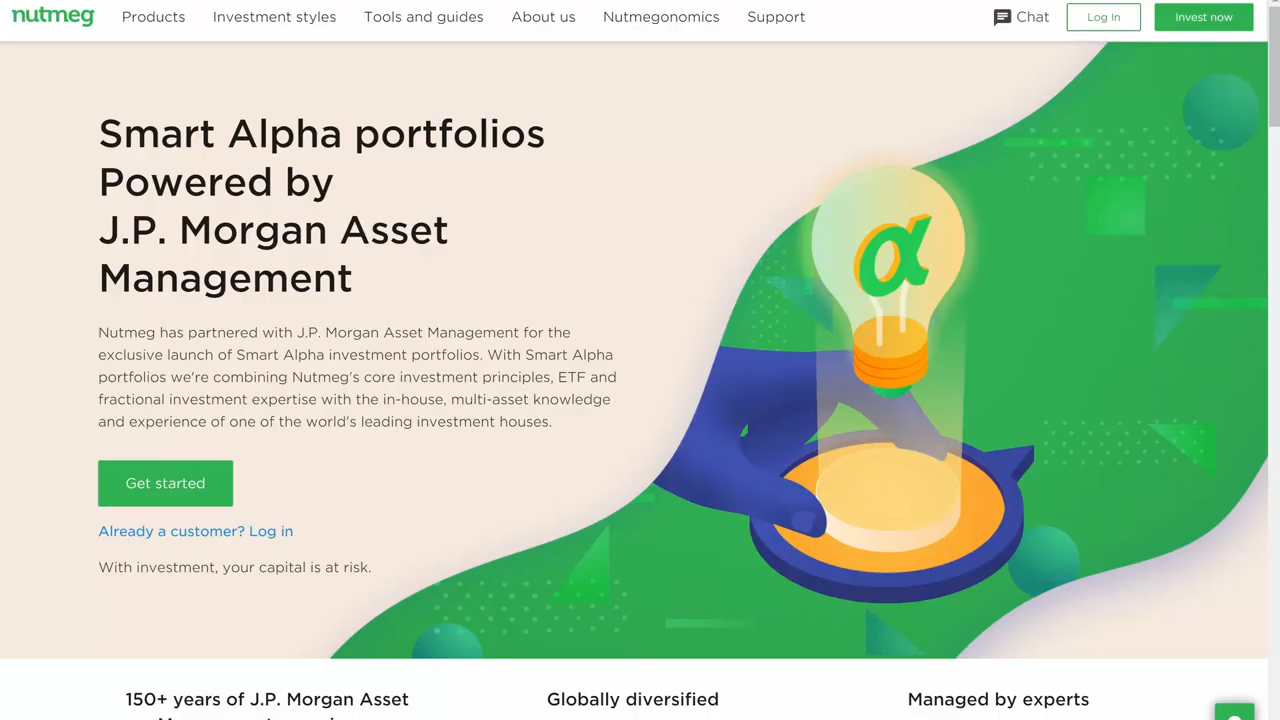 nutmeg Products Investment styles Tools and guides About us Nutmegonomics Support Chat Log In Invest now
Smart Alpha portfolios
Powered by
J.P. Morgan Asset
Management
Nutmeg has partnered with J.P. Morgan Asset Management for the
exclusive launch of Smart Alpha investment portfolios. With Smart Alpha
portfolios we're combining Nutmeg's core investment principles, ETF and
fractional investment expertise with the in-house, multi-asset knowledge
and experience of one of the world's leading investment houses.
α
Get started
Already a customer? Log in
With investment, your capital is at risk.
150+ years of J.P. Morgan Asset
Globally diversified
Managed by experts